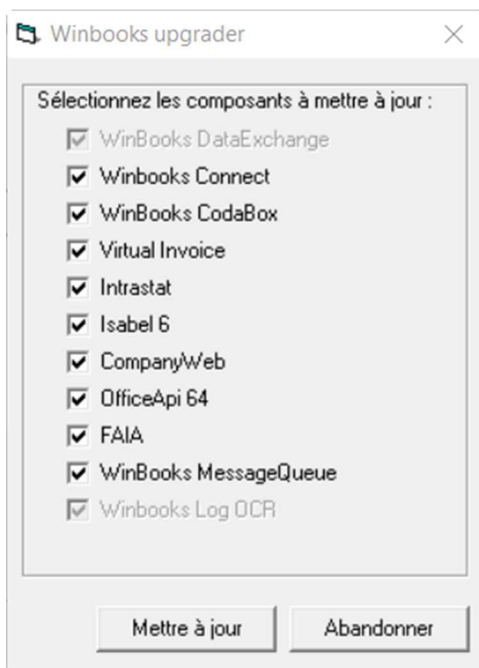 Winbooks upgrader
Sélectionnez les composants à mettre à jour :
WinBooks DataExchange
Winbooks Connect
WinBooks CodaBox
Virtual Invoice
Intrastat
Isabel 6
CompanyWeb
OfficeApi 64
FAIA
WinBooks MessageQueue
Winbooks Log OCR
Mettre à jour Abandonner